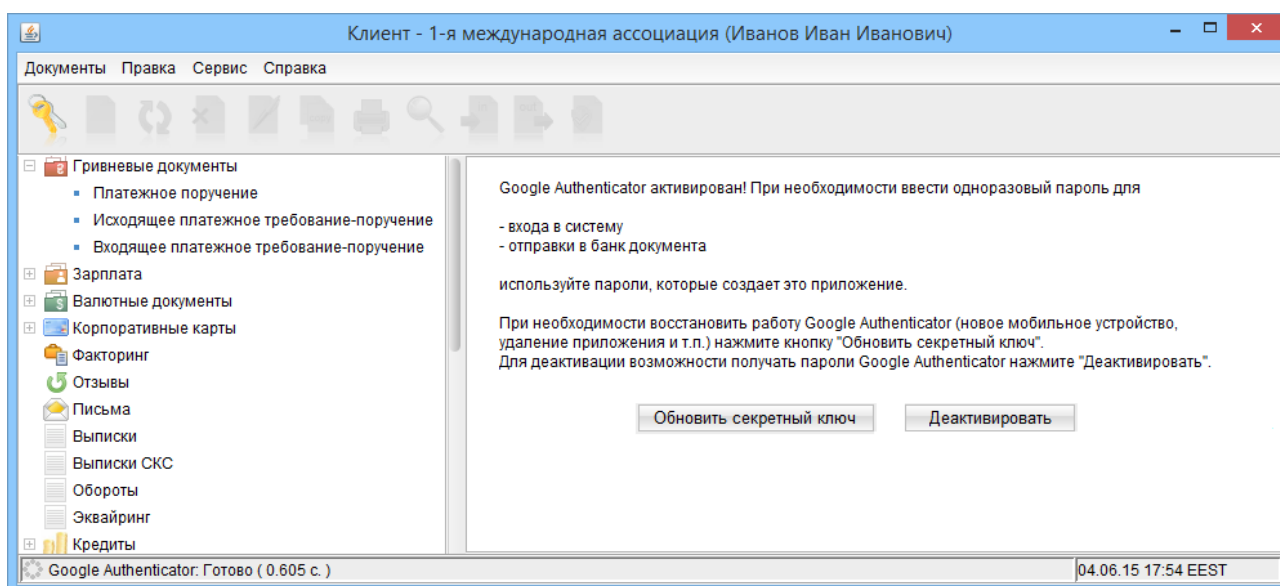 Клиент - 1-я международная ассоциация (Иванов Иван Иванович)
Документы Правка Сервис Справка
in out
Гривневые документы
Платежное поручение
Исходящее платежное требование-поручение
Входящее платежное требование-поручение
Зарплата
Валютные документы
Корпоративные карты
Факторинг
Отзывы
Письма
Выписки
Выписки СКС
Обороты
Эквайринг
Кредиты
Google Authenticator активирован! При необходимости ввести одноразовый пароль для
- входа в систему
- отправки в банк документа
используйте пароли, которые создает это приложение.
При необходимости восстановить работу Google Authenticator (новое мобильное устройство,
удаление приложения и т.п.) нажмите кнопку "Обновить секретный ключ".
Для деактивации возможности получать пароли Google Authenticator нажмите "Деактивировать".
Обновить секретный ключ Деактивировать
Google Authenticator: Готово ( 0.605 с. ) 04.06.15 17:54 EEST